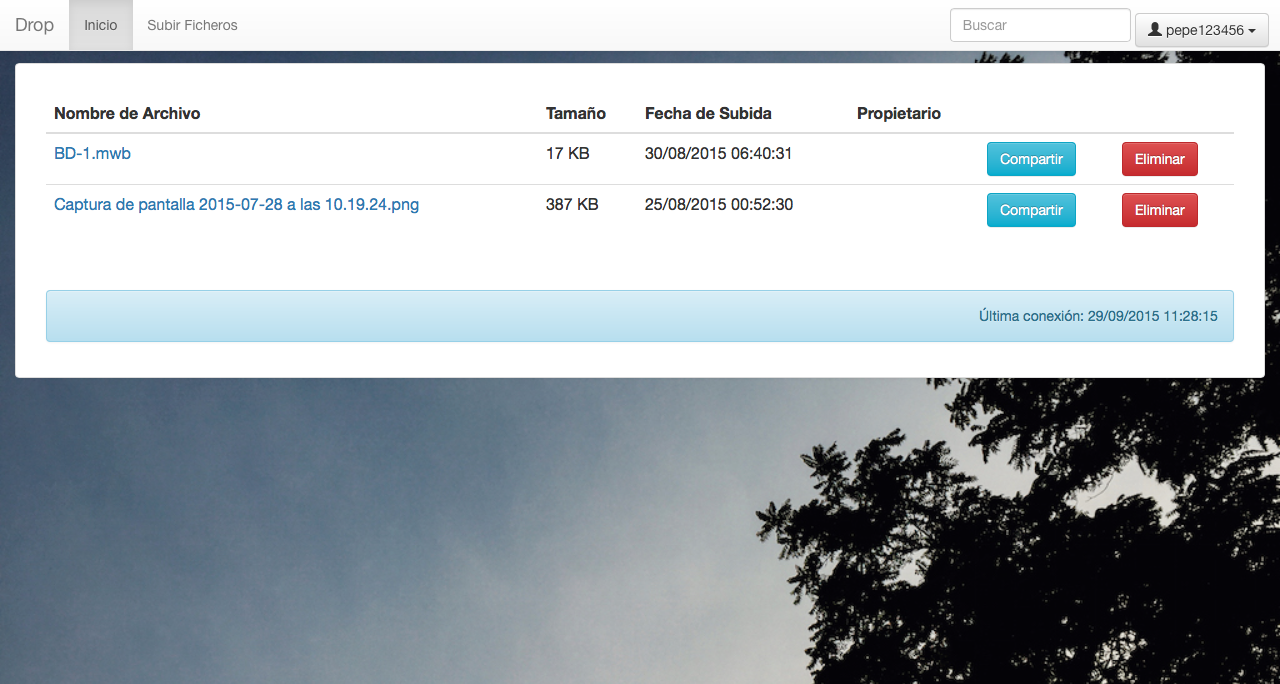 Drop Inicio Subir Ficheros Buscar pepe123456
Nombre de Archivo Tamaño Fecha de Subida Propietario
BD-1.mwb 17 KB 30/08/2015 06:40:31 Compartir Eliminar
Captura de pantalla 2015-07-28 a las 10.19.24.png 387 KB 25/08/2015 00:52:30 Compartir Eliminar
Última conexión: 29/09/2015 11:28:15